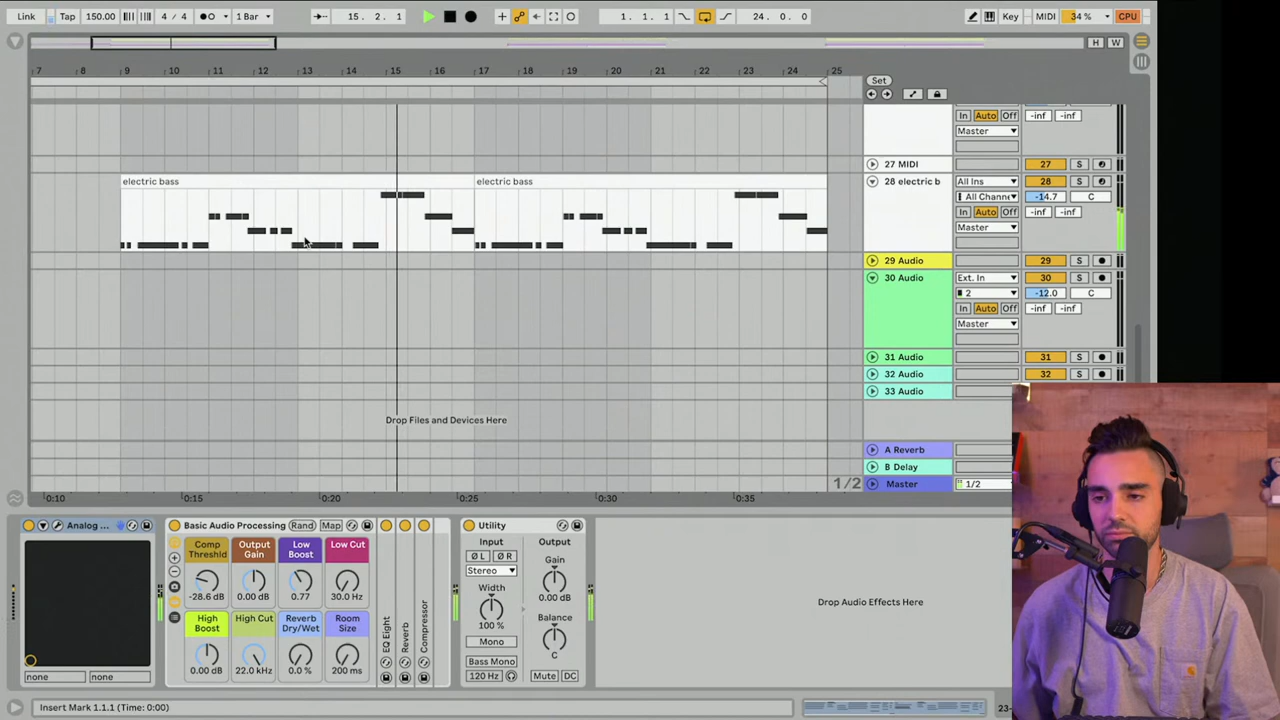 Link Tap 150.00 4 / 4 1 Bar 15. 2. 1 1. 1. 1 24. 0. 0 Key MIDI 34 % CPU
H W
7 8 9 10 11 12 13 14 15 16 17 18 19 20 21 22 23 24 25
Set
In Auto Off -inf -inf
Master
27 MIDI 27 S
electric bass electric bass 28 electric b All Ins 28 S
All Channe -14.7 C
In Auto Off -inf -inf
Master
29 Audio 29 S
30 Audio Ext. In 30 S
2 -12.0 C
In Auto Off -inf -inf
Master
31 Audio 31 S
32 Audio 32 S
33 Audio
Drop Files and Devices Here
A Reverb
B Delay
1/2 Master 1/2
0:10 0:15 0:20 0:25 0:30 0:35
Analog ... Basic Audio Processing Rand Map Utility
Comp Threshld
Output Gain
Low Boost
Low Cut
-28.6 dB 0.00 dB 0.77 30.0 Hz
High Boost
High Cut
Reverb Dry/Wet
Room Size
0.00 dB 22.0 kHz 0.0 % 200 ms
none none
EQ Eight
Reverb
Compressor
Input Output
Ø L Ø R Gain
Stereo
Width 0.00 dB
100 % Balance
Mono C
Bass Mono
120 Hz Mute DC
Drop Audio Effects Here
Insert Mark 1.1.1 (Time: 0:00)
23-